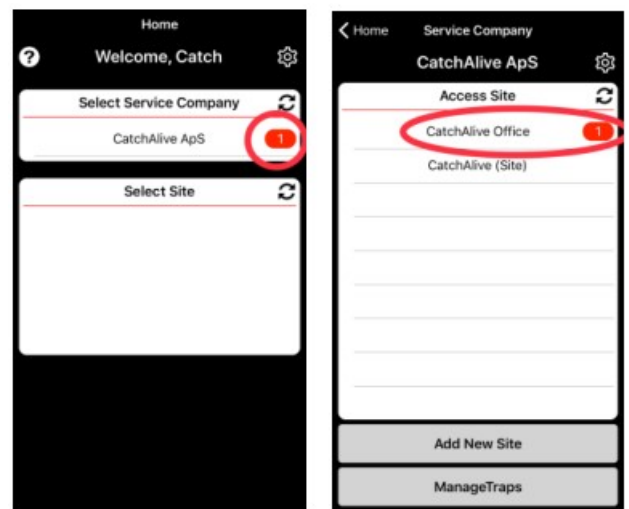 Home
?
Welcome, Catch
Select Service Company
CatchAlive ApS
1
Select Site
Home
Service Company
CatchAlive ApS
Access Site
CatchAlive Office
1
CatchAlive (Site)
Add New Site
ManageTraps